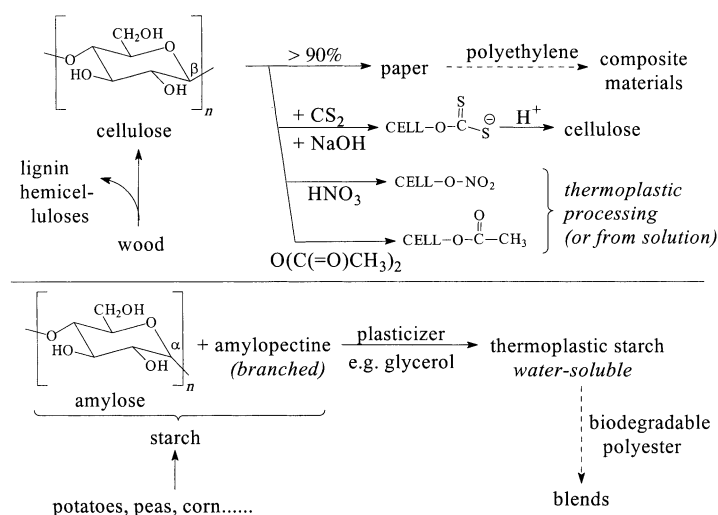 CH₂OH
O
O
HO
OH
β
n
cellulose
lignin
hemicel-
luloses
wood
> 90%
paper
polyethylene
composite
materials
+ CS₂
+ NaOH
CELL-O-C
S
S⊖
H⁺
cellulose
HNO₃
CELL-O-NO₂
O(C(=O)CH₃)₂
O
CELL-O-C-CH₃
thermoplastic
processing
(or from solution)
CH₂OH
O
O
HO
OH
α
n
amylose
+ amylopectine
(branched)
starch
potatoes, peas, corn......
plasticizer
e.g. glycerol
thermoplastic starch
water-soluble
biodegradable
polyester
blends